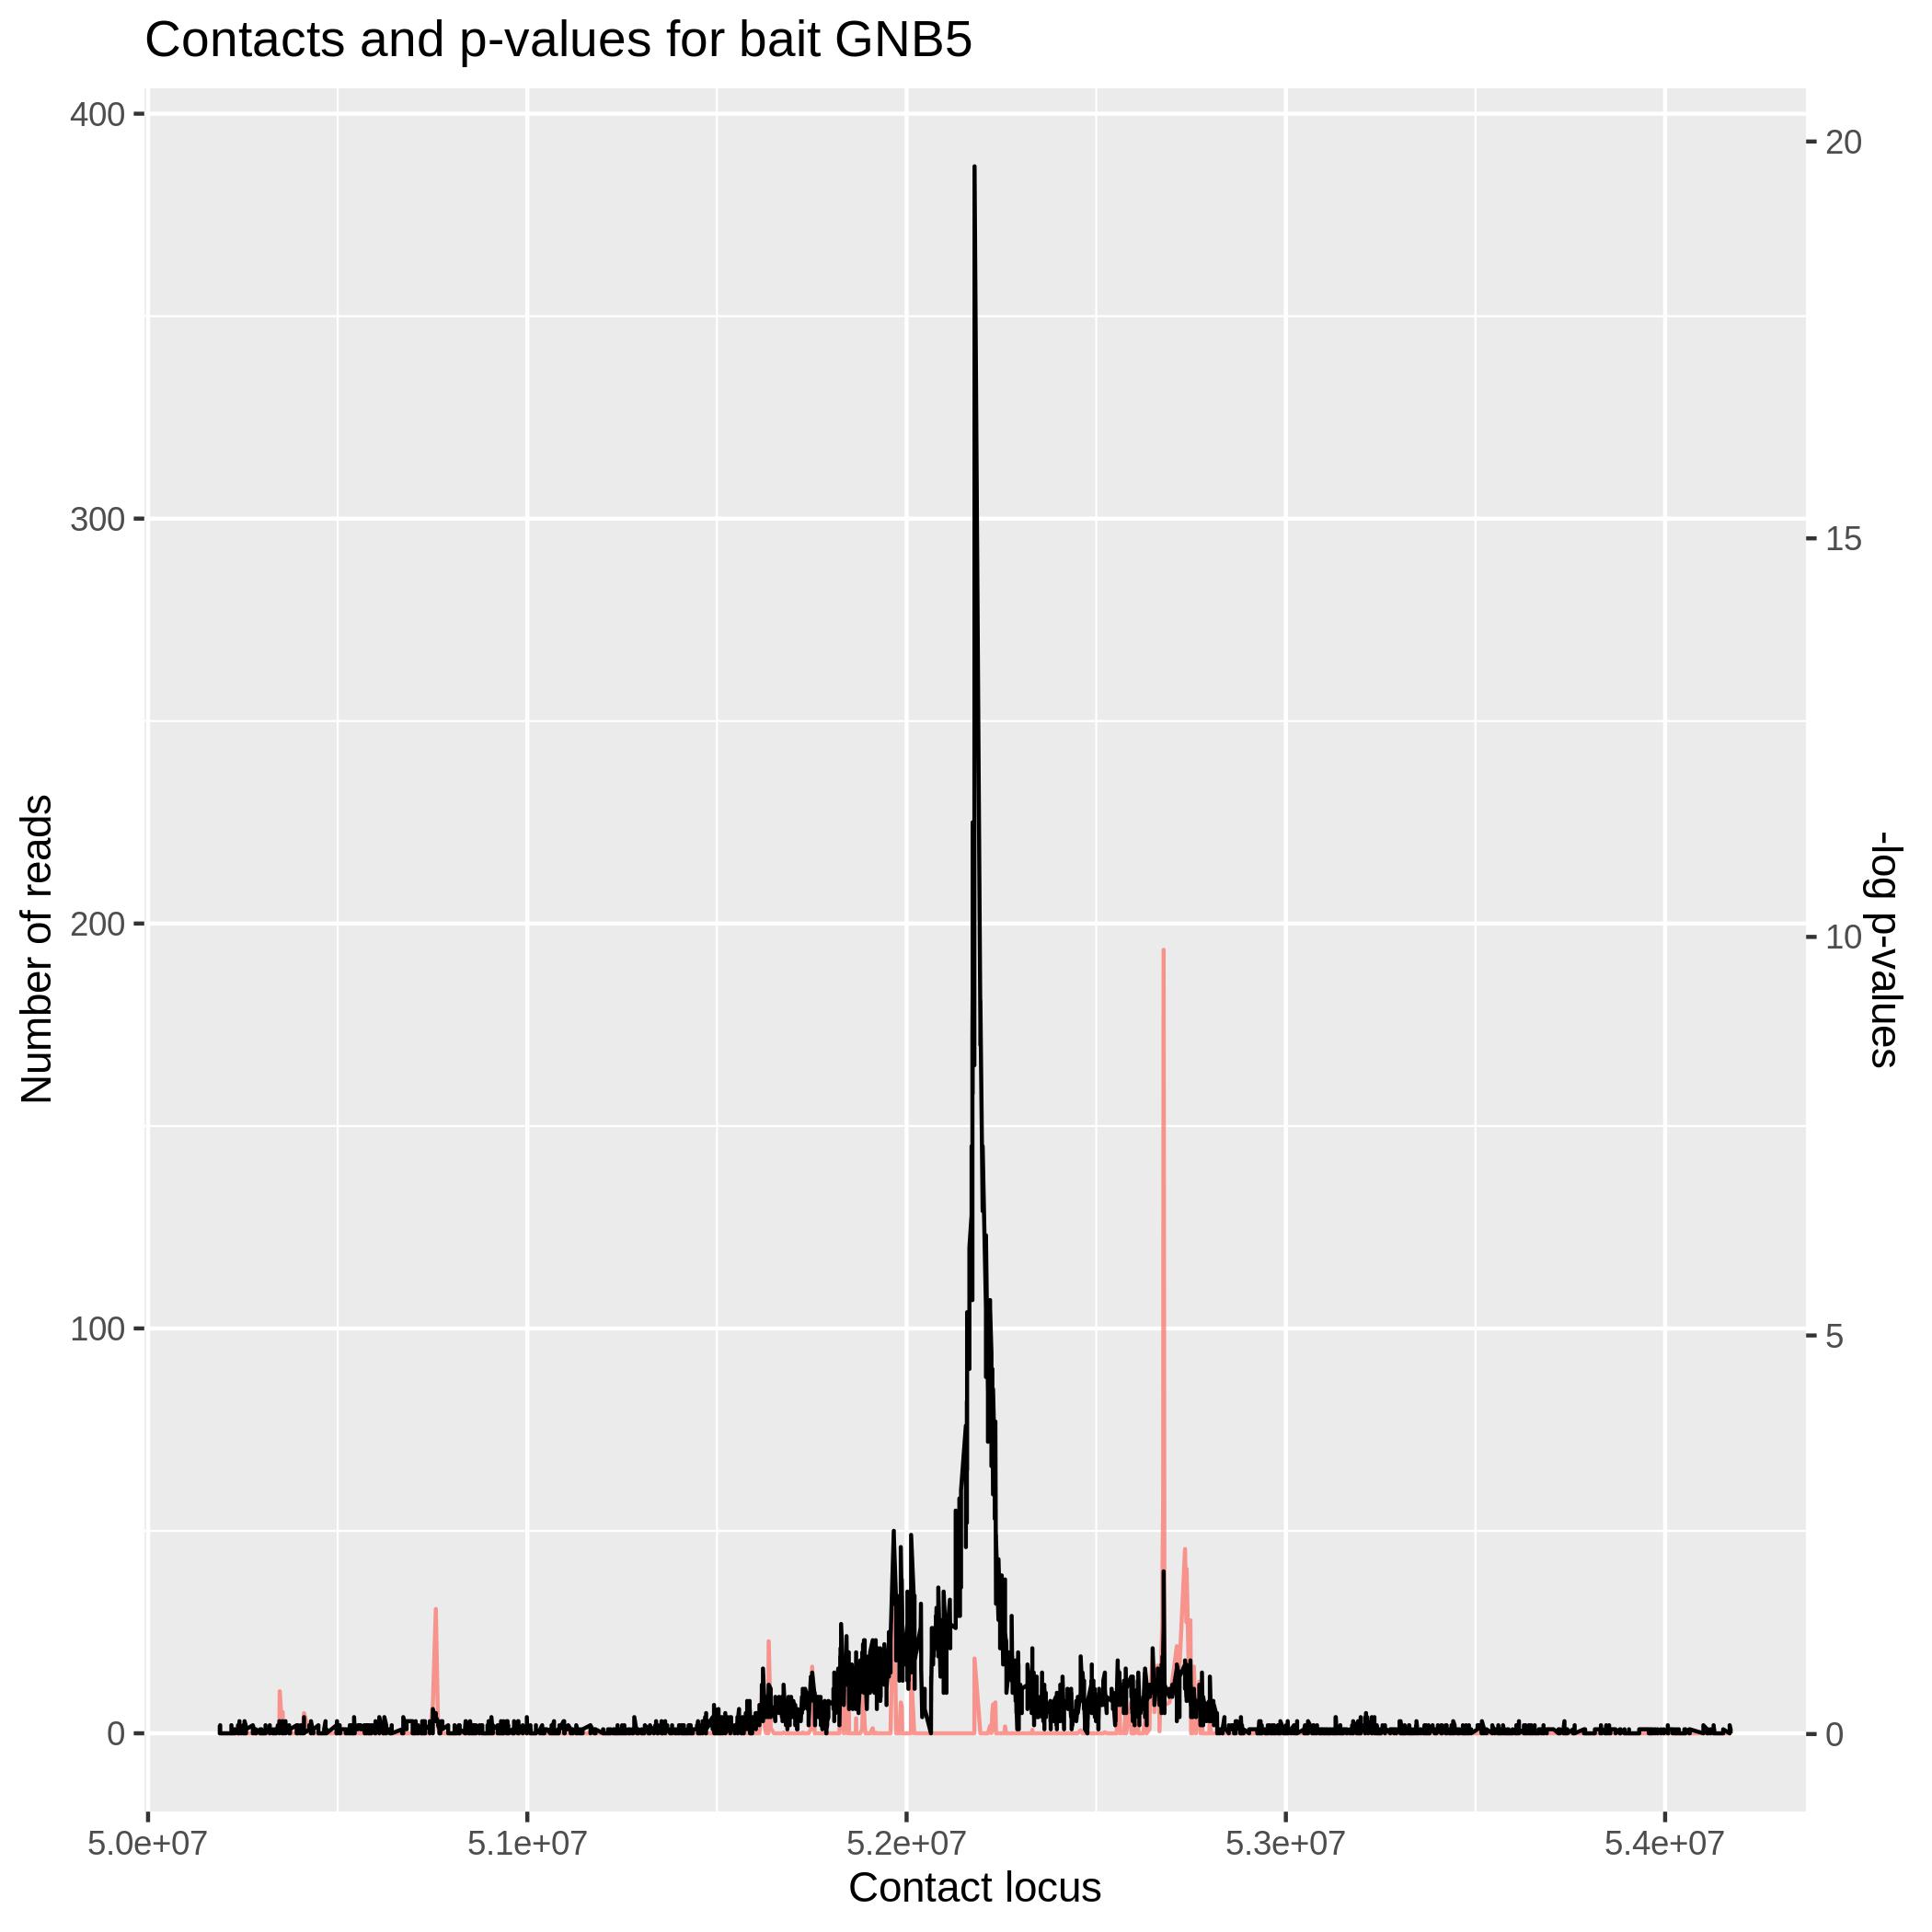 Contacts and p-values for bait GNB5
400
300
200
100
0
Number of reads
20
15
10
5
0
-log p-values
5.0e+07
5.1e+07
5.2e+07
5.3e+07
5.4e+07
Contact locus